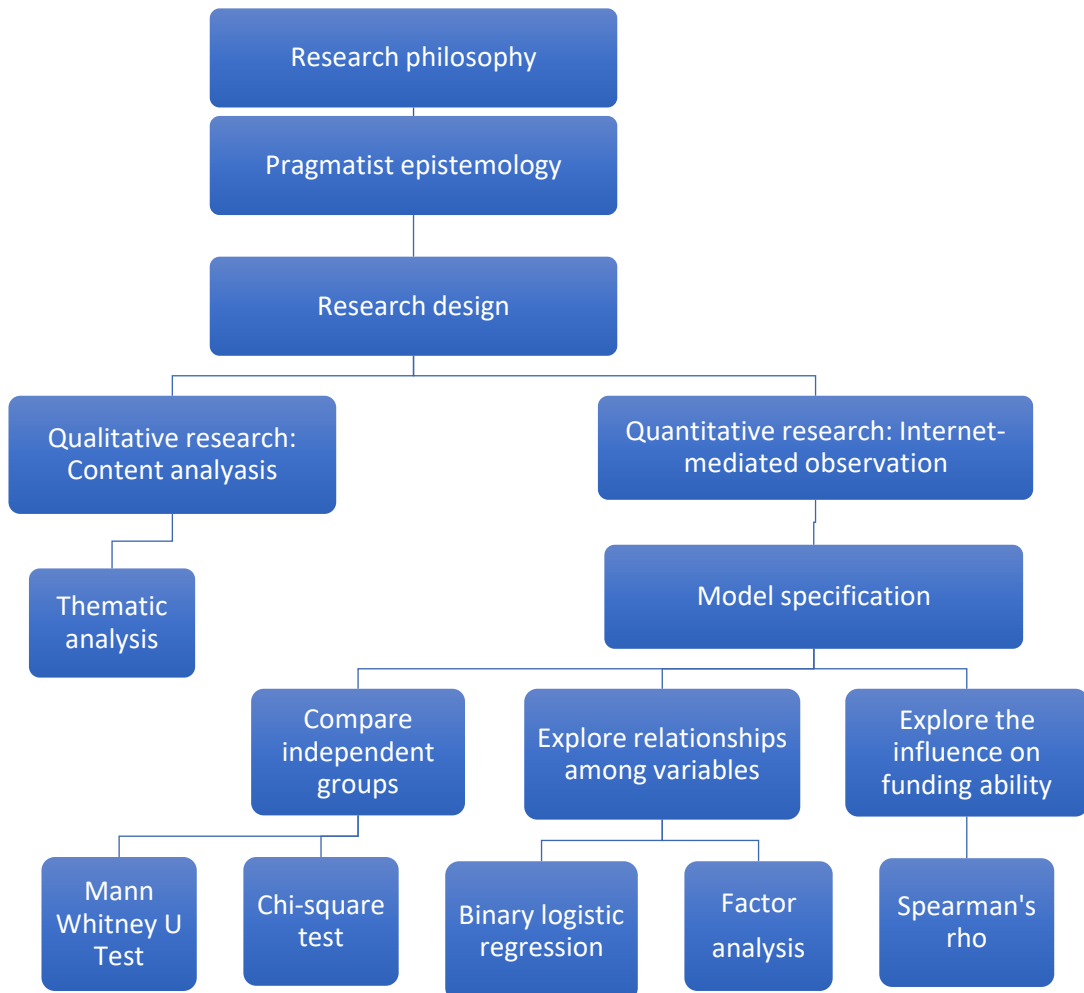 Research philosophy
Pragmatist epistemology
Research design
Qualitative research:
Content analyasis
Quantitative research: Internet-
mediated observation
Thematic
analysis
Model specification
Compare
independent
groups
Explore relationships
among variables
Explore the
influence on
funding ability
Mann
Whitney U
Test
Chi-square
test
Binary logistic
regression
Factor
analysis
Spearman's
rho